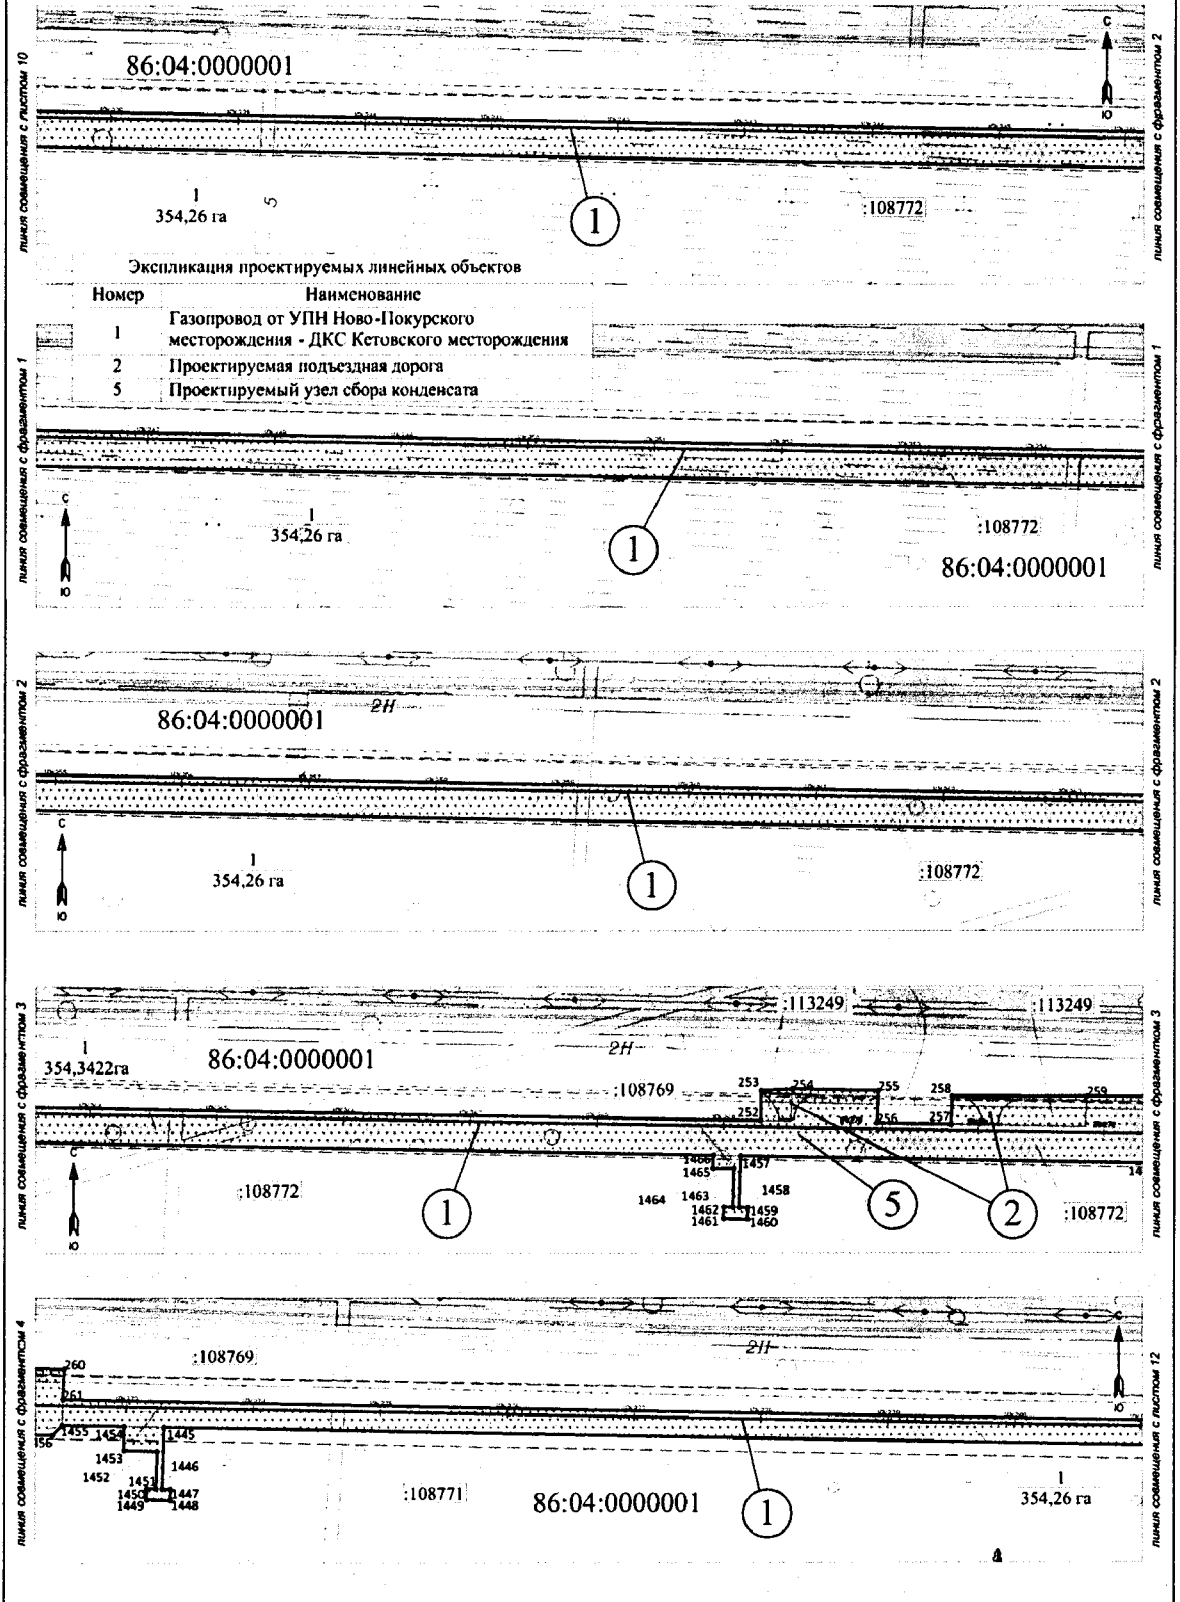 линия совмещения с листом 10
86:04:0000001
С
Ю
линия совмещения с фрагментом 2
1
354,26 га
5
1
:108772
Экспликация проектируемых линейных объектов
Номер Наименование
1 Газопровод от УПН Ново-Покурского
месторождения - ДКС Кетовского месторождения
2 Проектируемая подъездная дорога
5 Проектируемый узел сбора конденсата
линия совмещения с фрагментом 1
линия совмещения с фрагментом 1
С
Ю
1
354,26 га
1
:108772
86:04:0000001
линия совмещения с фрагментом 2
2Н
86:04:0000001
линия совмещения с фрагментом 2
С
Ю
1
354,26 га
1
:108772
линия совмещения с фрагментом 3
:113249
:113249
1
354,3422га
86:04:0000001
2Н
:108769
253 254 255 258 259
252 256 257
линия совмещения с фрагментом 3
С
Ю
:108772
1
1466 1457
1465
1464 1463 1458
1462 1459
1461 1460
5
2
:108772
14
линия совмещения с фрагментом 4
260
:108769
2Н
261
С
Ю
линия совмещения с листом 12
1455 1454 1445
456
1453
1452 1451 1446
1450 1447
1449 1448
:108771
86:04:0000001
1
1
354,26 га